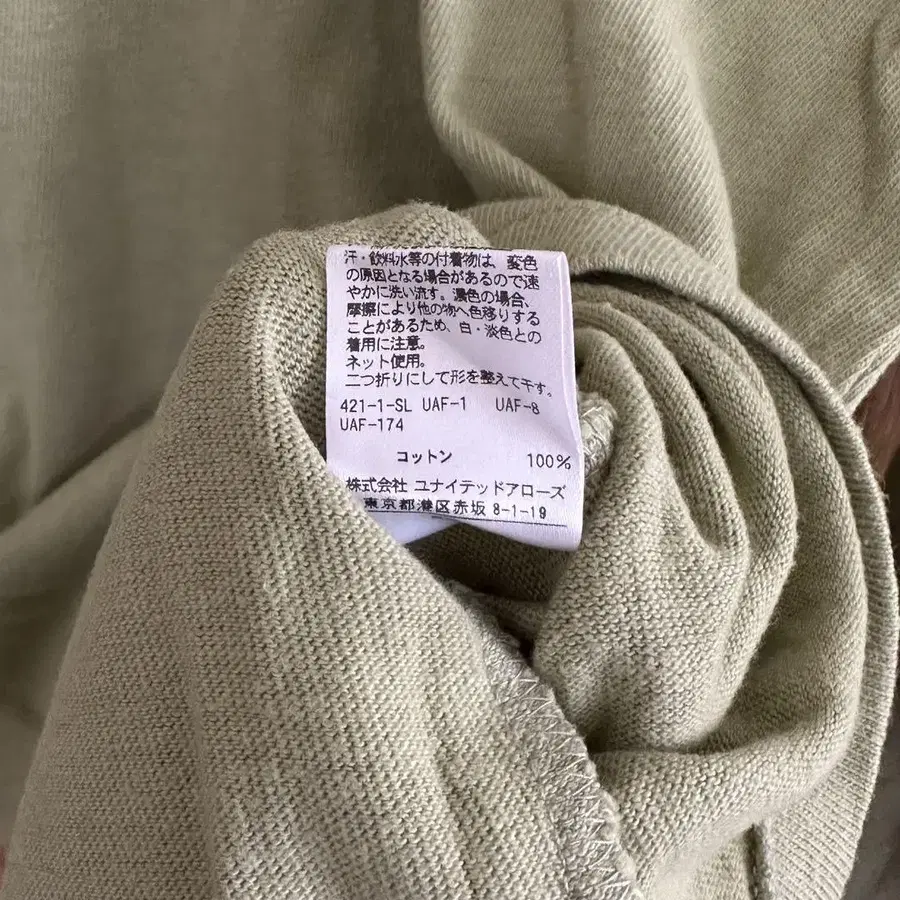 汗・飲料水等の付着物は、変色
の原因となる場合があるので速
やかに洗い流す。濃色の場合、
摩擦により他の物へ色移りする
ことがあるため、白・淡色との
着用に注意。
ネット使用。
二つ折りにして形を整えて干す。
421-1-SL UAF-1 UAF-8
UAF-174
コットン 100%
株式会社 ユナイテッドアローズ
東京都港区赤坂 8-1-19